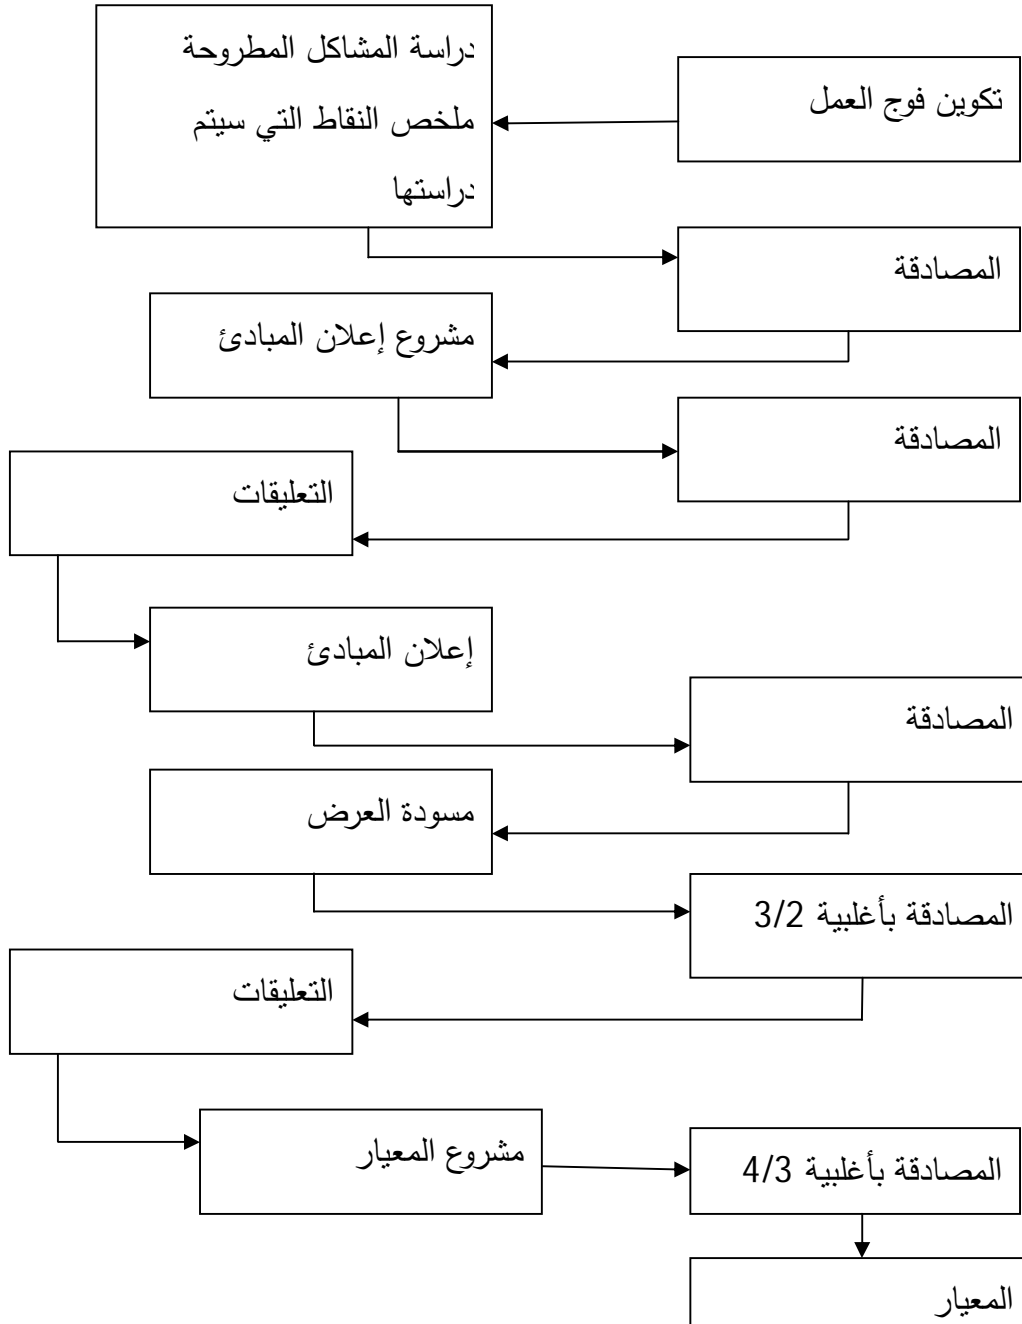 تكوين فوج العمل
دراسة المشاكل المطروحة
ملخص النقاط التي سيتم
دراستها
المصادقة
مشروع إعلان المبادئ
المصادقة
التعليقات
إعلان المبادئ
المصادقة
مسودة العرض
المصادقة بأغلبية 3/2
التعليقات
مشروع المعيار
المصادقة بأغلبية 4/3
المعيار